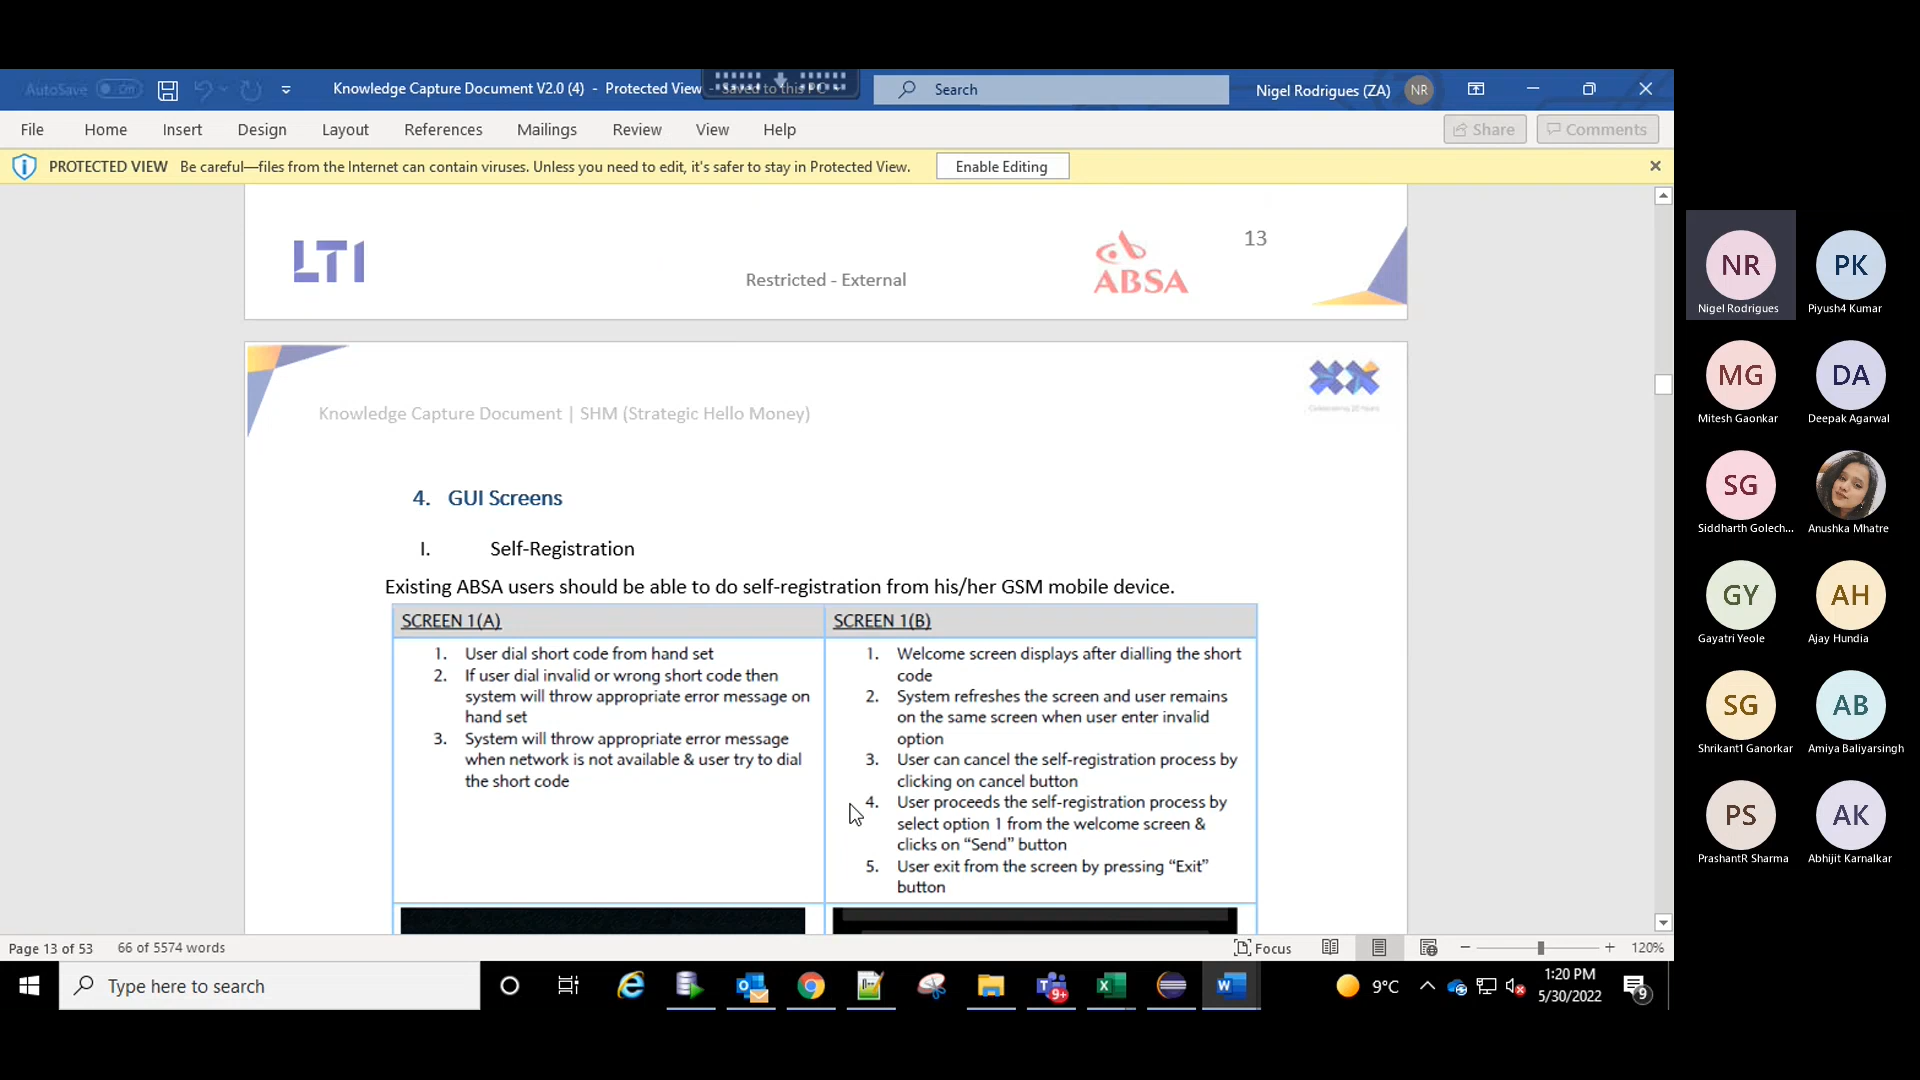 AutoSave On
Knowledge Capture Document V2.0 (4) - Protected View - Saved to this PC
Search
Nigel Rodrigues (ZA)
NR
File Home Insert Design Layout References Mailings Review View Help
Share
Comments
PROTECTED VIEW Be careful—files from the Internet can contain viruses. Unless you need to edit, it's safer to stay in Protected View.
Enable Editing
LTI
Restricted - External
ABSA
13
Knowledge Capture Document | SHM (Strategic Hello Money)
4. GUI Screens
I. Self-Registration
Existing ABSA users should be able to do self-registration from his/her GSM mobile device.
SCREEN 1(A)
1. User dial short code from hand set
2. If user dial invalid or wrong short code then
system will throw appropriate error message on
hand set
3. System will throw appropriate error message
when network is not available & user try to dial
the short code
SCREEN 1(B)
1. Welcome screen displays after dialling the short
code
2. System refreshes the screen and user remains
on the same screen when user enter invalid
option
3. User can cancel the self-registration process by
clicking on cancel button
4. User proceeds the self-registration process by
select option 1 from the welcome screen &
clicks on “Send” button
5. User exit from the screen by pressing “Exit”
button
Page 13 of 53
66 of 5574 words
Focus
120%
Type here to search
9+
9°C
1:20 PM
5/30/2022
9
NR
Nigel Rodrigues
PK
Piyush4 Kumar
MG
Mitesh Gaonkar
DA
Deepak Agarwal
SG
Siddharth Golech...
Anushka Mhatre
GY
Gayatri Yeole
AH
Ajay Hundia
SG
Shrikant1 Ganorkar
AB
Amiya Baliyarsingh
PS
PrashantR Sharma
AK
Abhijit Karnalkar